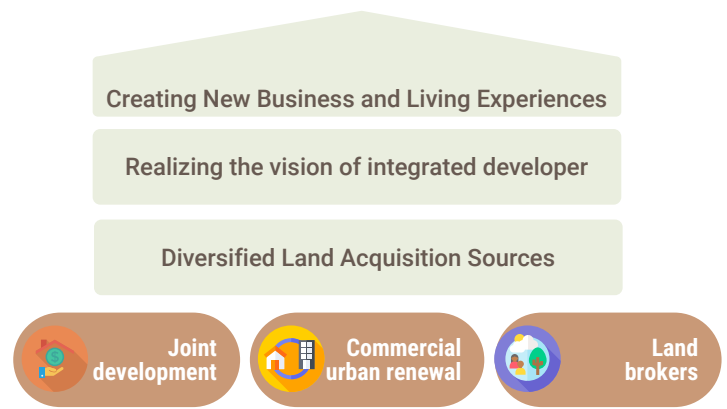 Creating New Business and Living Experiences
Realizing the vision of integrated developer
Diversified Land Acquisition Sources
Joint
development
Commercial
urban renewal
Land
brokers